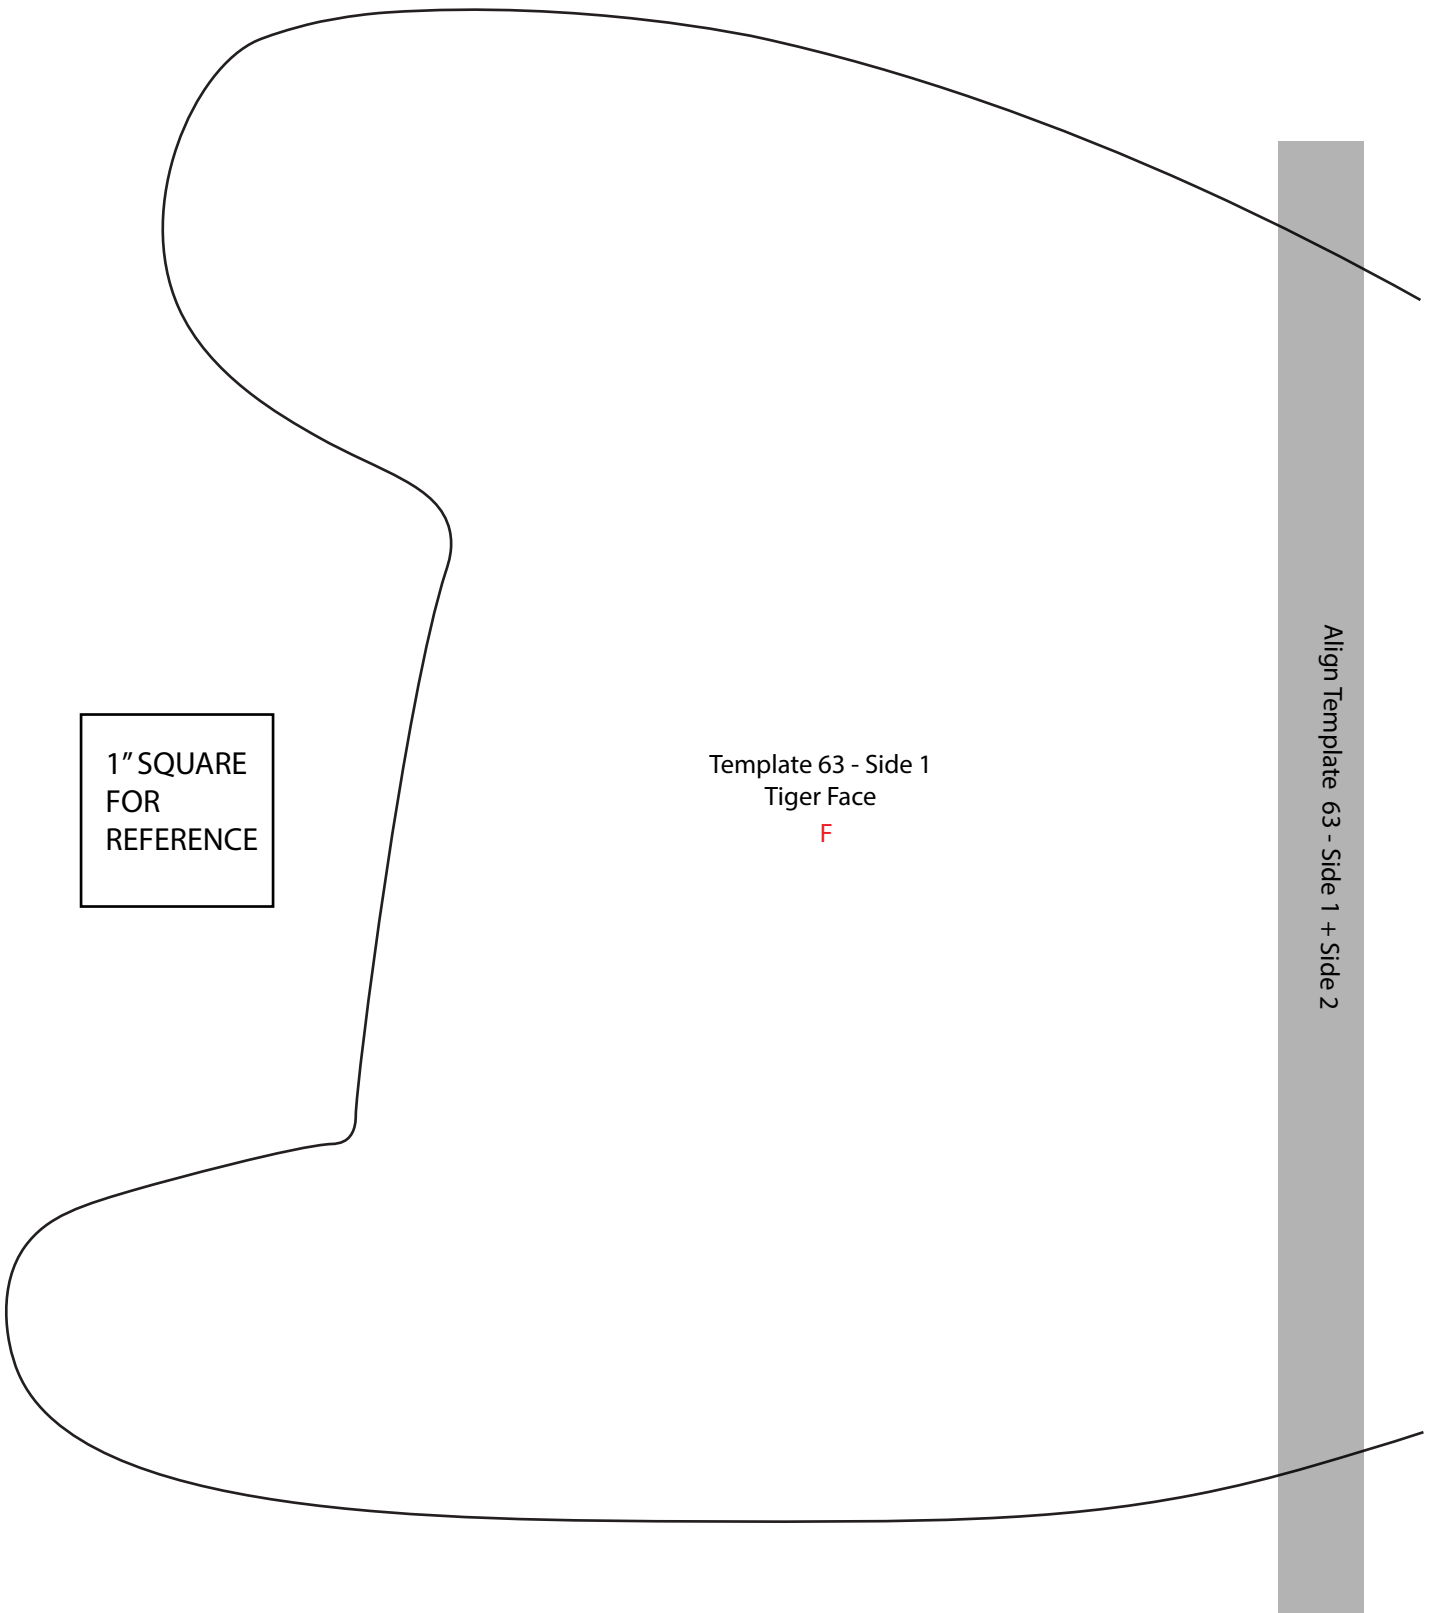 1” SQUARE
FOR
REFERENCE
Template 63 - Side 1
Tiger Face
F
Align Template 63 - Side 1 + Side 2